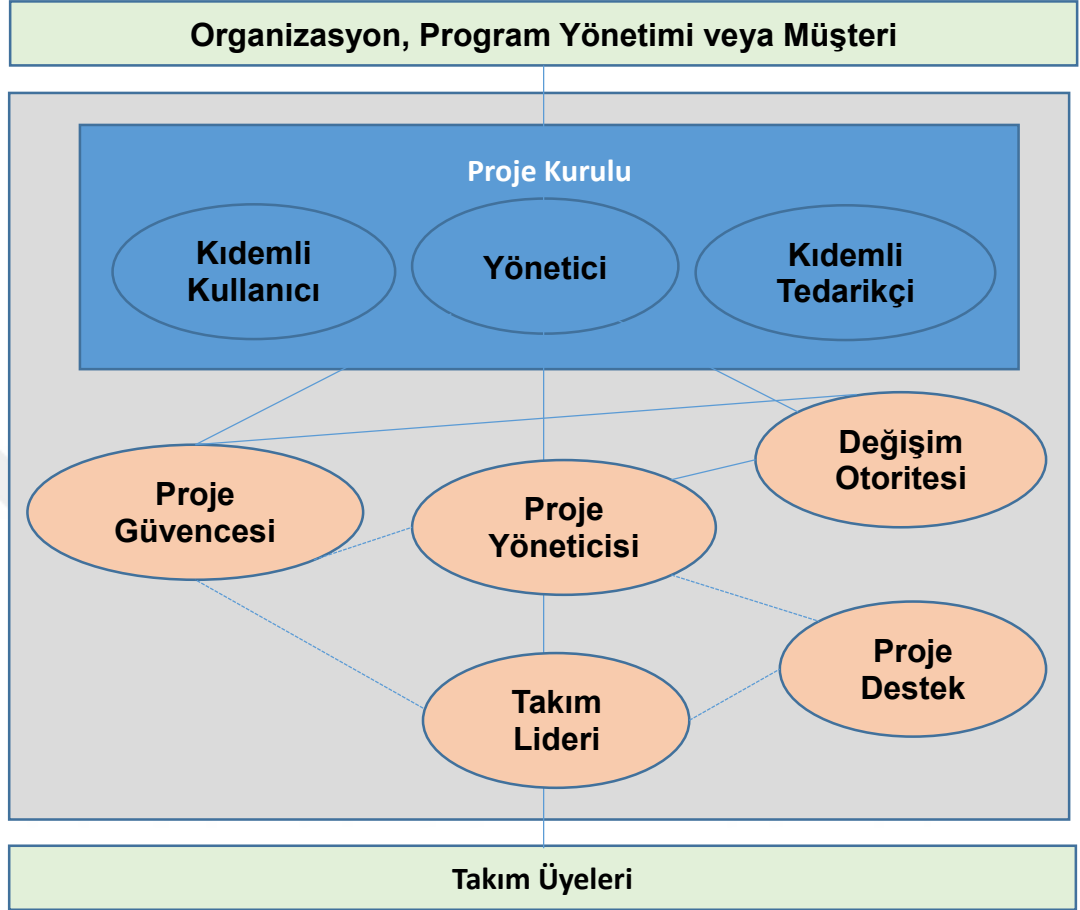 Organizasyon, Program Yönetimi veya Müşteri
Proje Kurulu
Kıdemli
Kullanıcı
Yönetici
Kıdemli
Tedarikçi
Değişim
Otoritesi
Proje
Güvencesi
Proje
Yöneticisi
Proje
Destek
Takım
Lideri
Takım Üyeleri